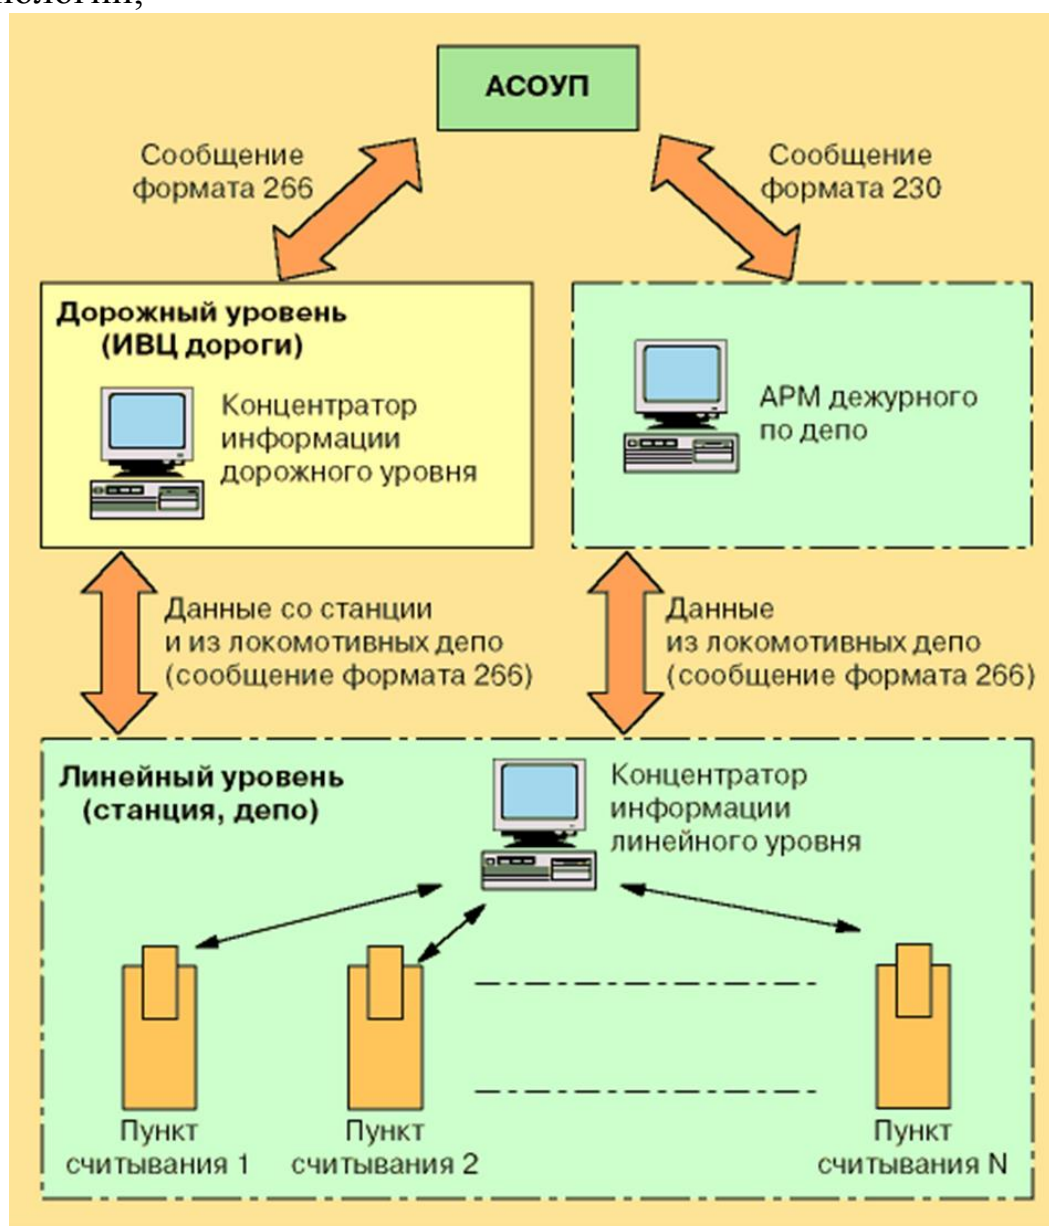 АСОУП
Сообщение
формата 266
Сообщение
формата 230
Дорожный уровень
(ИВЦ дороги)
Концентратор
информации
дорожного уровня
АРМ дежурного
по депо
Данные со станции
и из локомотивных депо
(сообщение формата 266)
Данные
из локомотивных депо
(сообщение формата 266)
Линейный уровень
(станция, депо)
Концентратор
информации
линейного уровня
Пункт
считывания 1
Пункт
считывания 2
Пункт
считывания N